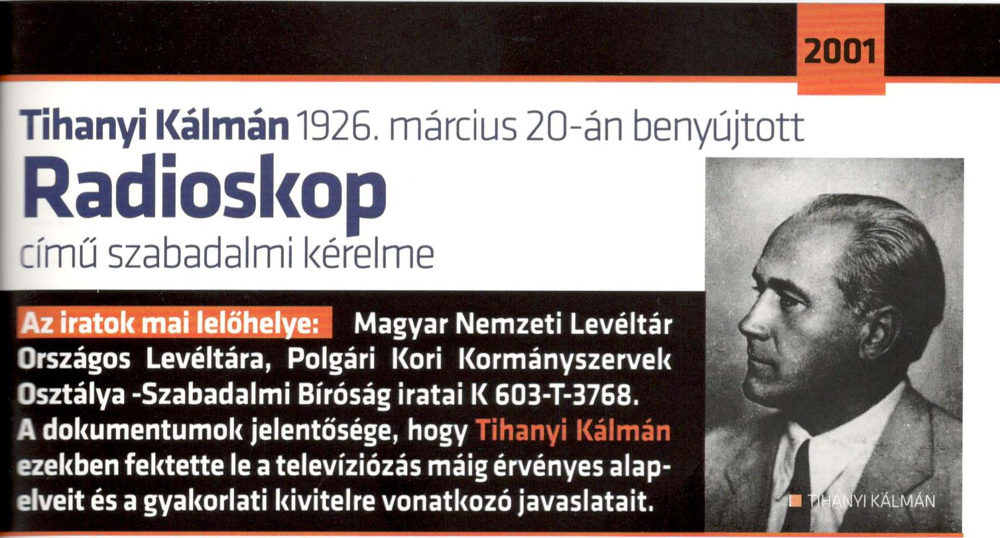 2001
Tihanyi Kálmán 1926. március 20-án benyújtott
Radioskop
című szabadalmi kérelme
Az iratok mai lelőhelye: Magyar Nemzeti Levéltár
Országos Levéltára, Polgári Kori Kormányszervek
Osztálya -Szabadalmi Bíróság iratai K 603-T-3768.
A dokumentumok jelentősége, hogy Tihanyi Kálmán
ezekben fektette le a televíziózás máig érvényes alap-
elveit és a gyakorlati kivitelre vonatkozó javaslatait.
TIHANYI KÁLMÁN